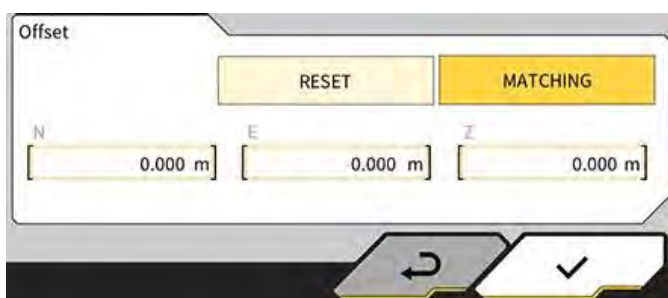 Offset
RESET MATCHING
N E Z
[ 0.000 m] [ 0.000 m] [ 0.000 m]